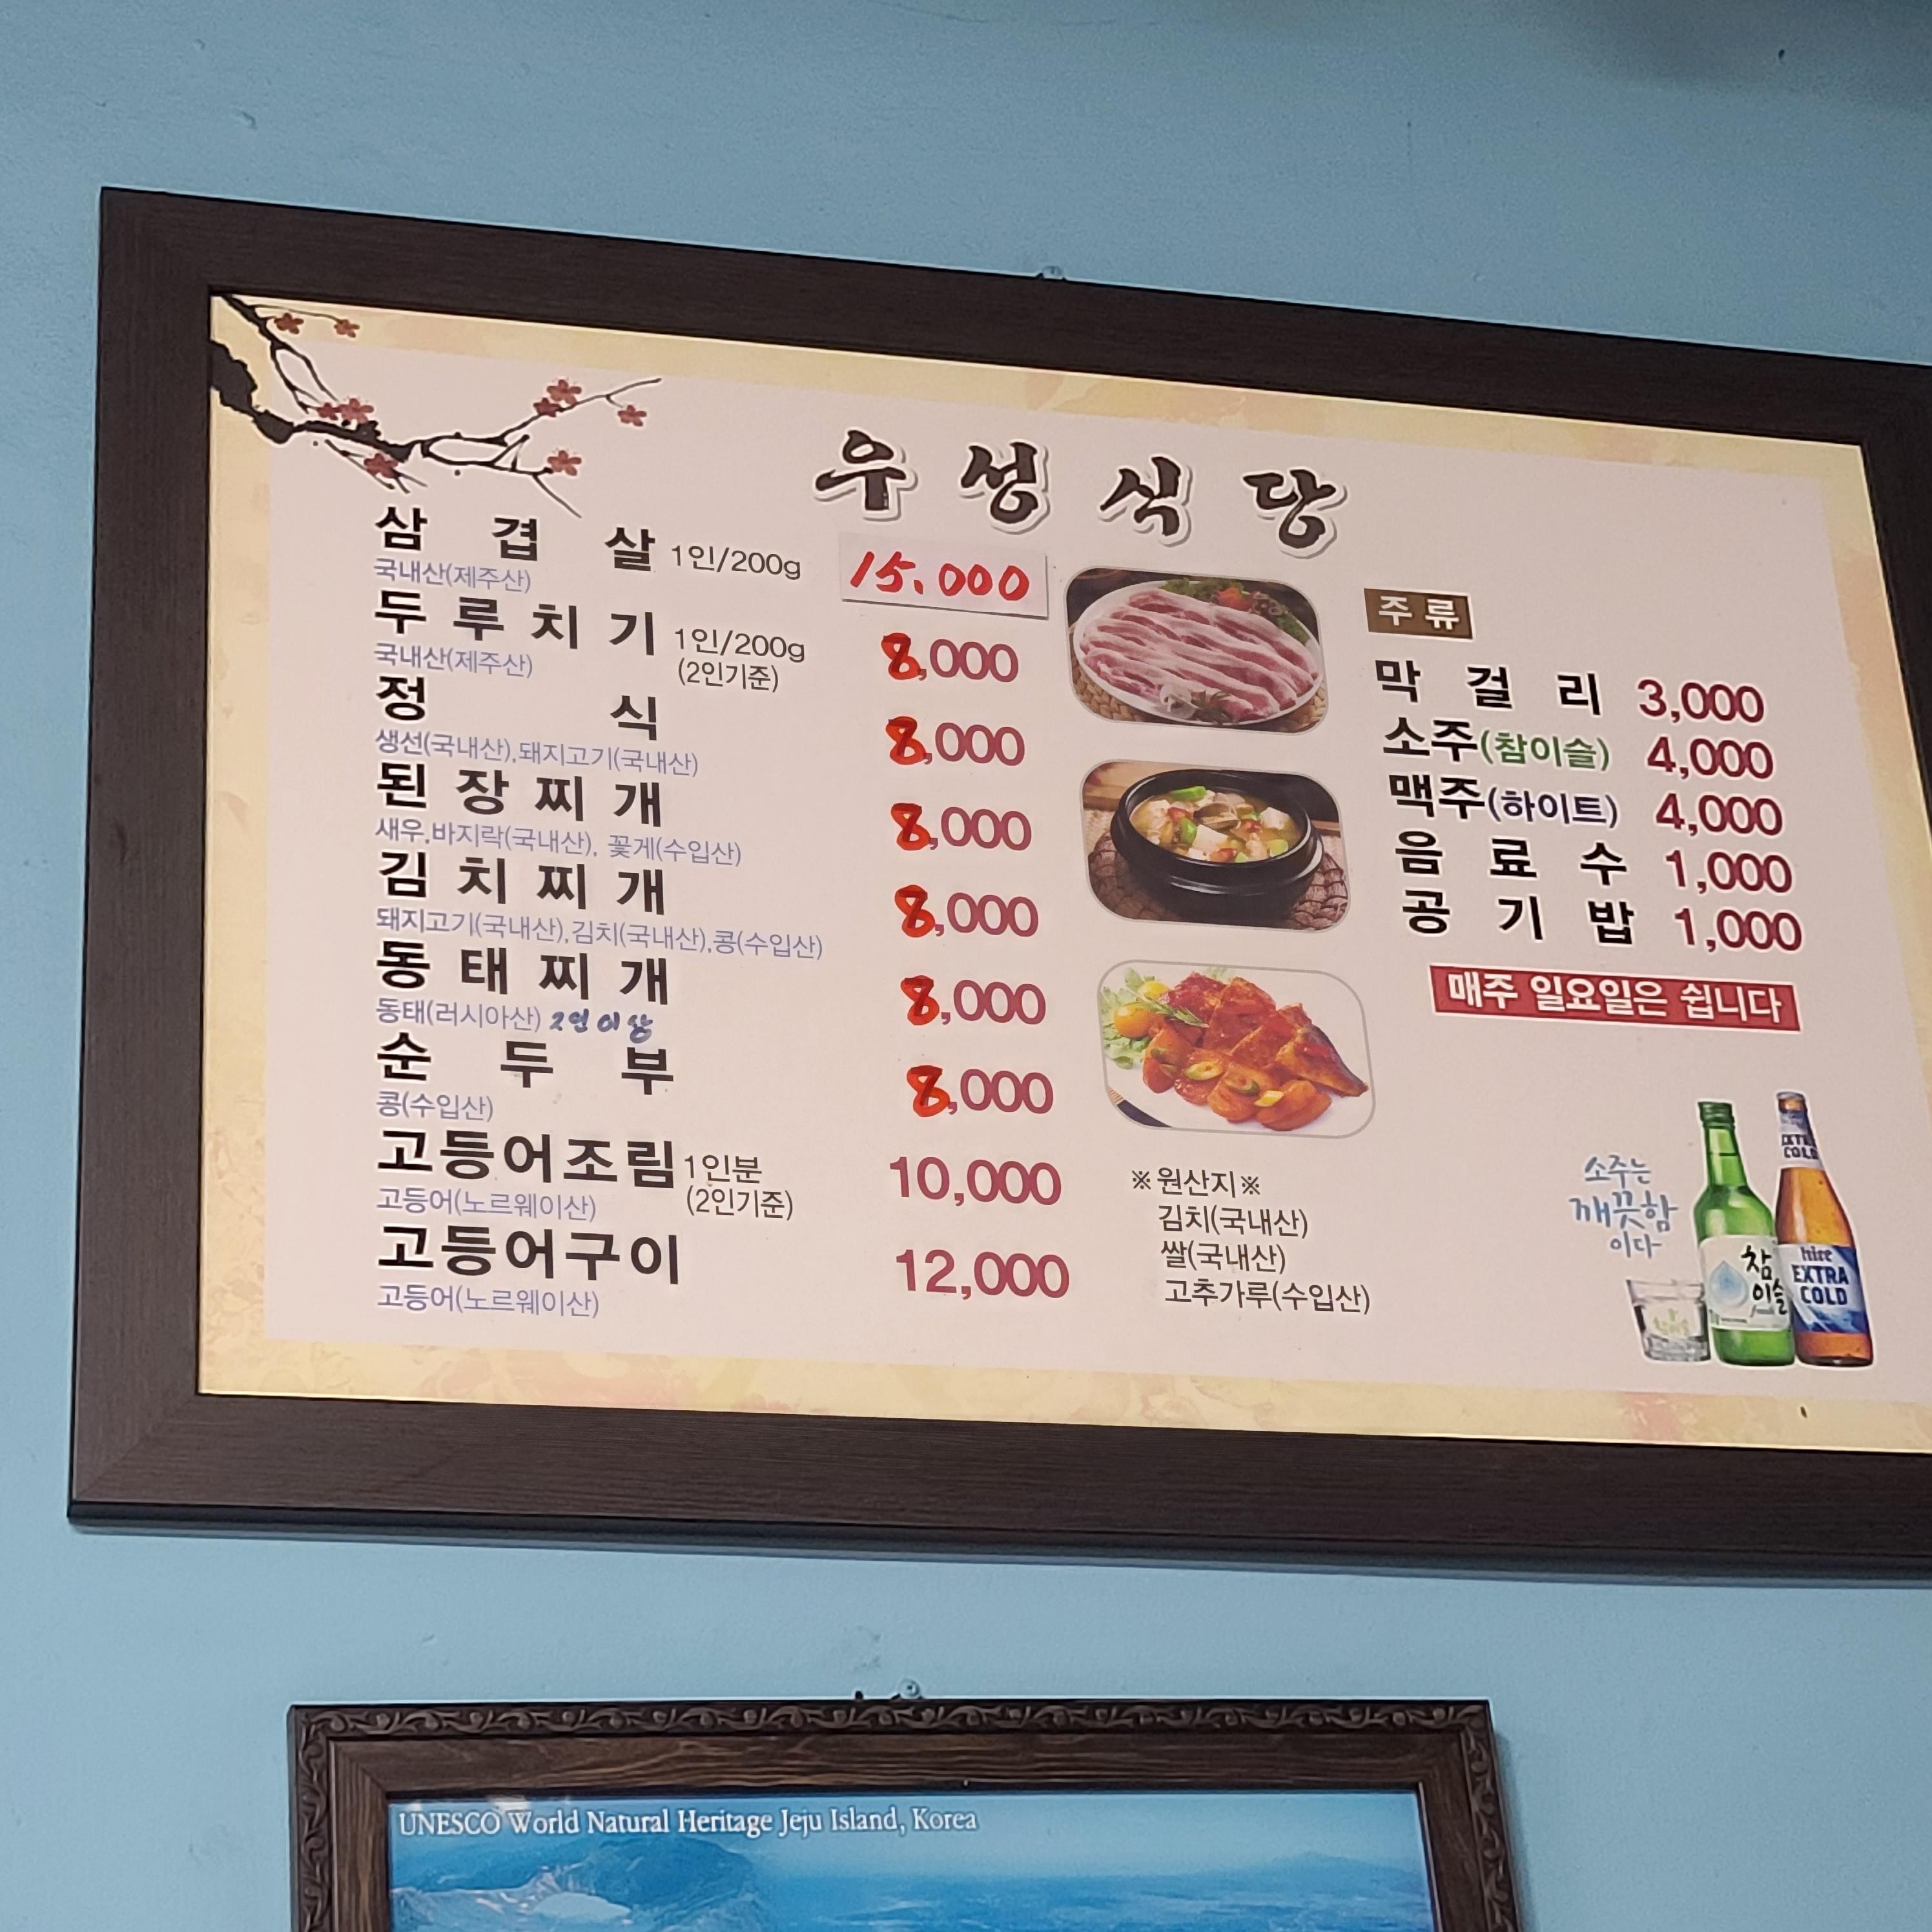 우성식당
삼겹살 1인/200g 15.000
국내산(제주산)
두루치기 1인/200g (2인기준) 8,000
국내산(제주산)
정식 8,000
생선(국내산),돼지고기(국내산)
된장찌개 8,000
새우,바지락(국내산), 꽃게(수입산)
김치찌개 8,000
돼지고기(국내산),김치(국내산),콩(수입산)
동태찌개 8,000
동태(러시아산) 2인 이상
순두부 8,000
콩(수입산)
고등어조림 1인분 (2인기준) 10,000
고등어(노르웨이산)
고등어구이 12,000
고등어(노르웨이산)
※원산지※
김치(국내산)
쌀(국내산)
고추가루(수입산)
주류
막걸리 3,000
소주(참이슬) 4,000
맥주(하이트) 4,000
음료수 1,000
공기밥 1,000
매주 일요일은 쉽니다
소주는
깨끗함
이다
참
이슬
fresh
EXTRA
COLD
hite
EXTRA
COLD
UNESCO World Natural Heritage Jeju Island, Korea